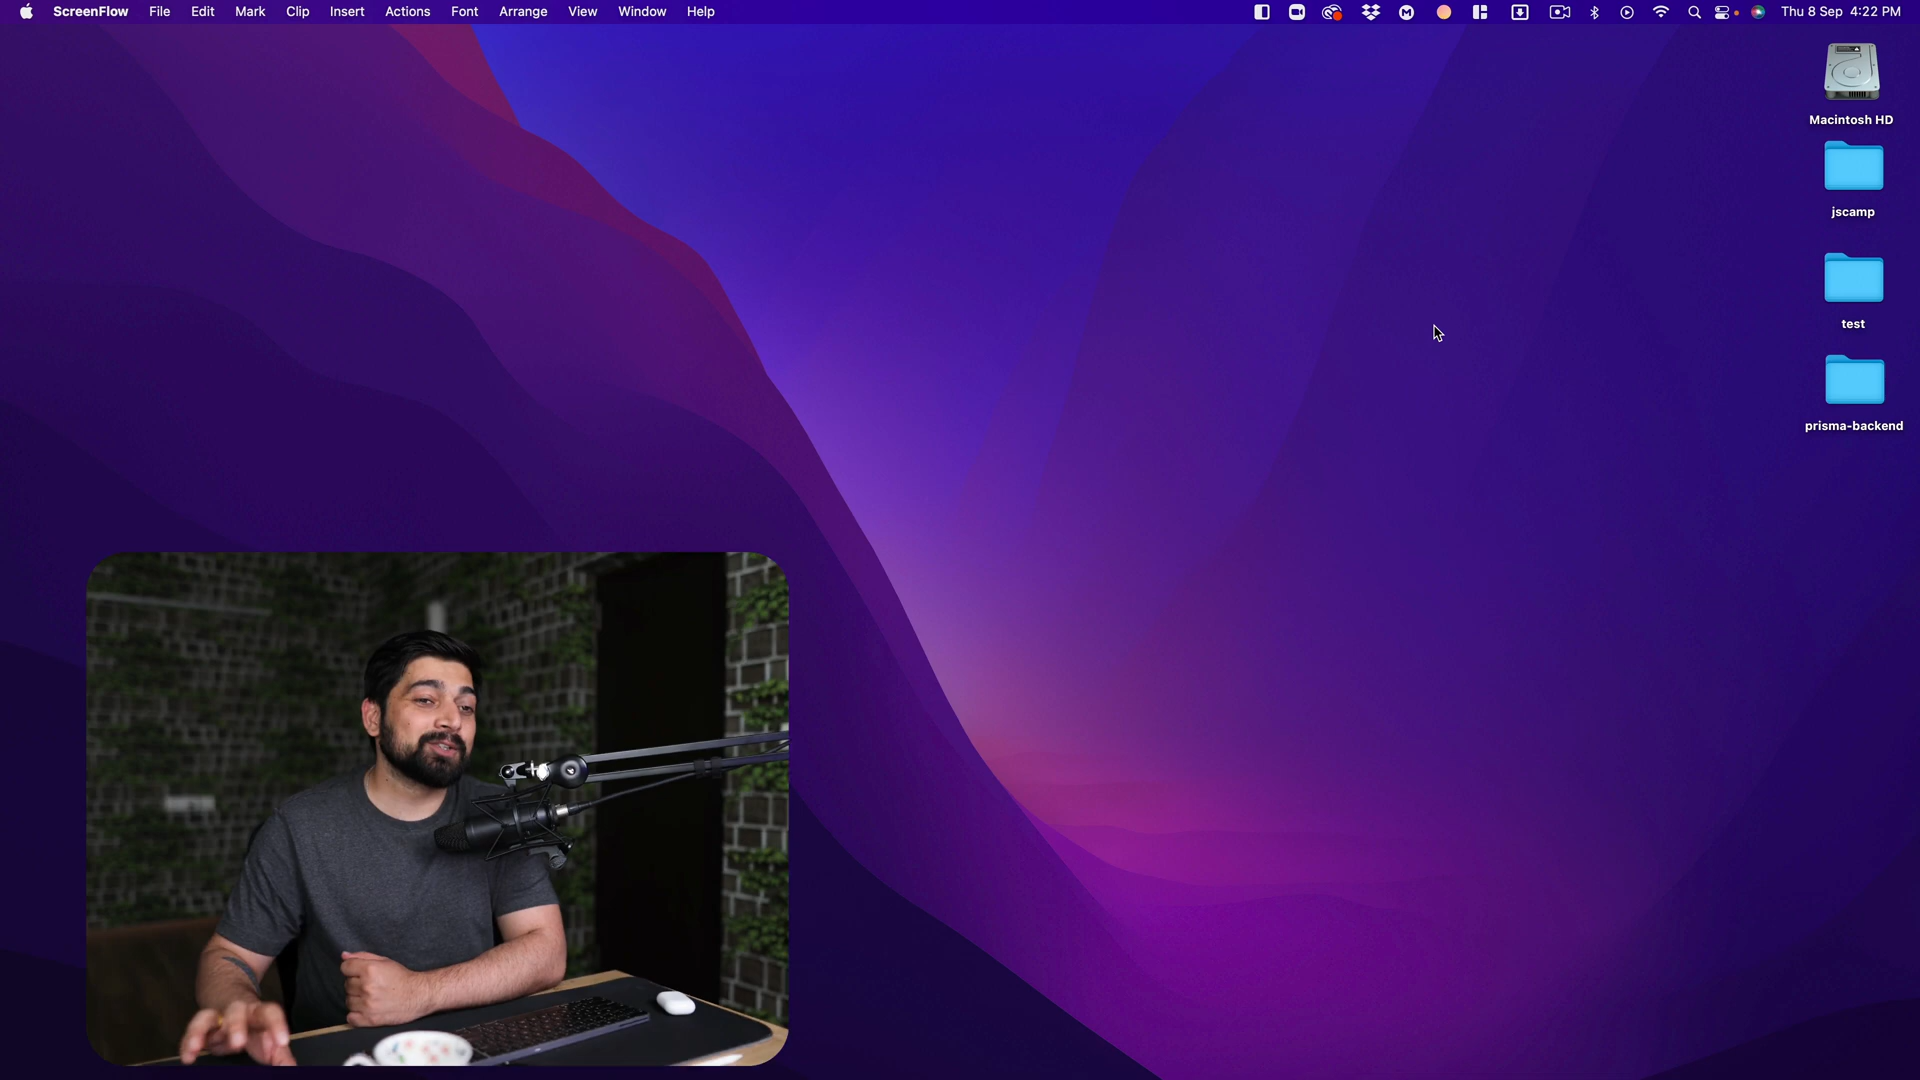 ScreenFlow File Edit Mark Clip Insert Actions Font Arrange View Window Help Thu 8 Sep 4:22 PM
Macintosh HD
jscamp
test
prisma-backend